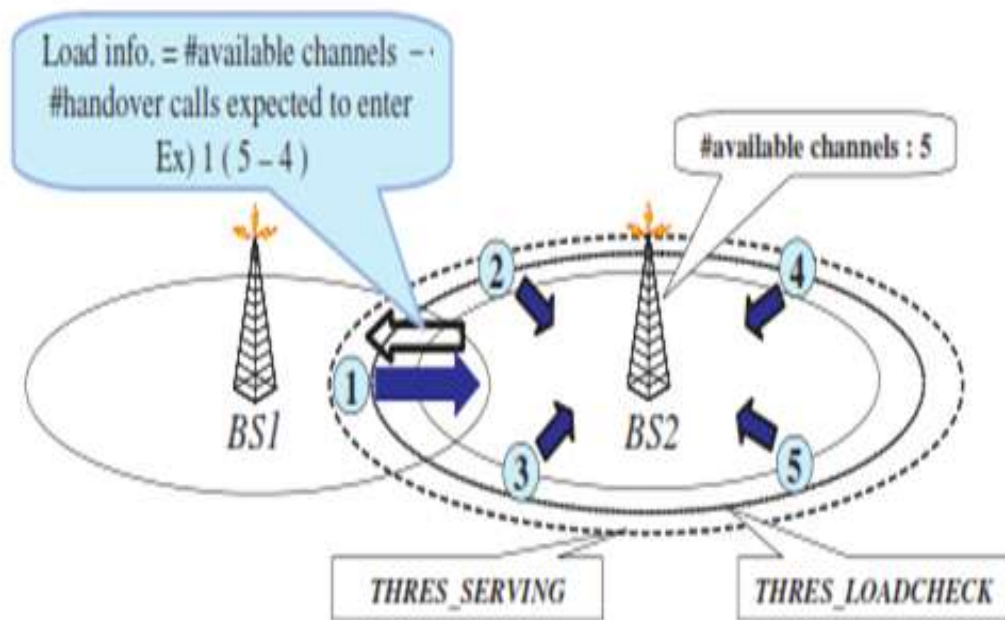 Load info. = #available channels –
#handover calls expected to enter
Ex) 1 ( 5 – 4 )
#available channels : 5
2
4
1
BS1
BS2
3
5
THRES_SERVING
THRES_LOADCHECK